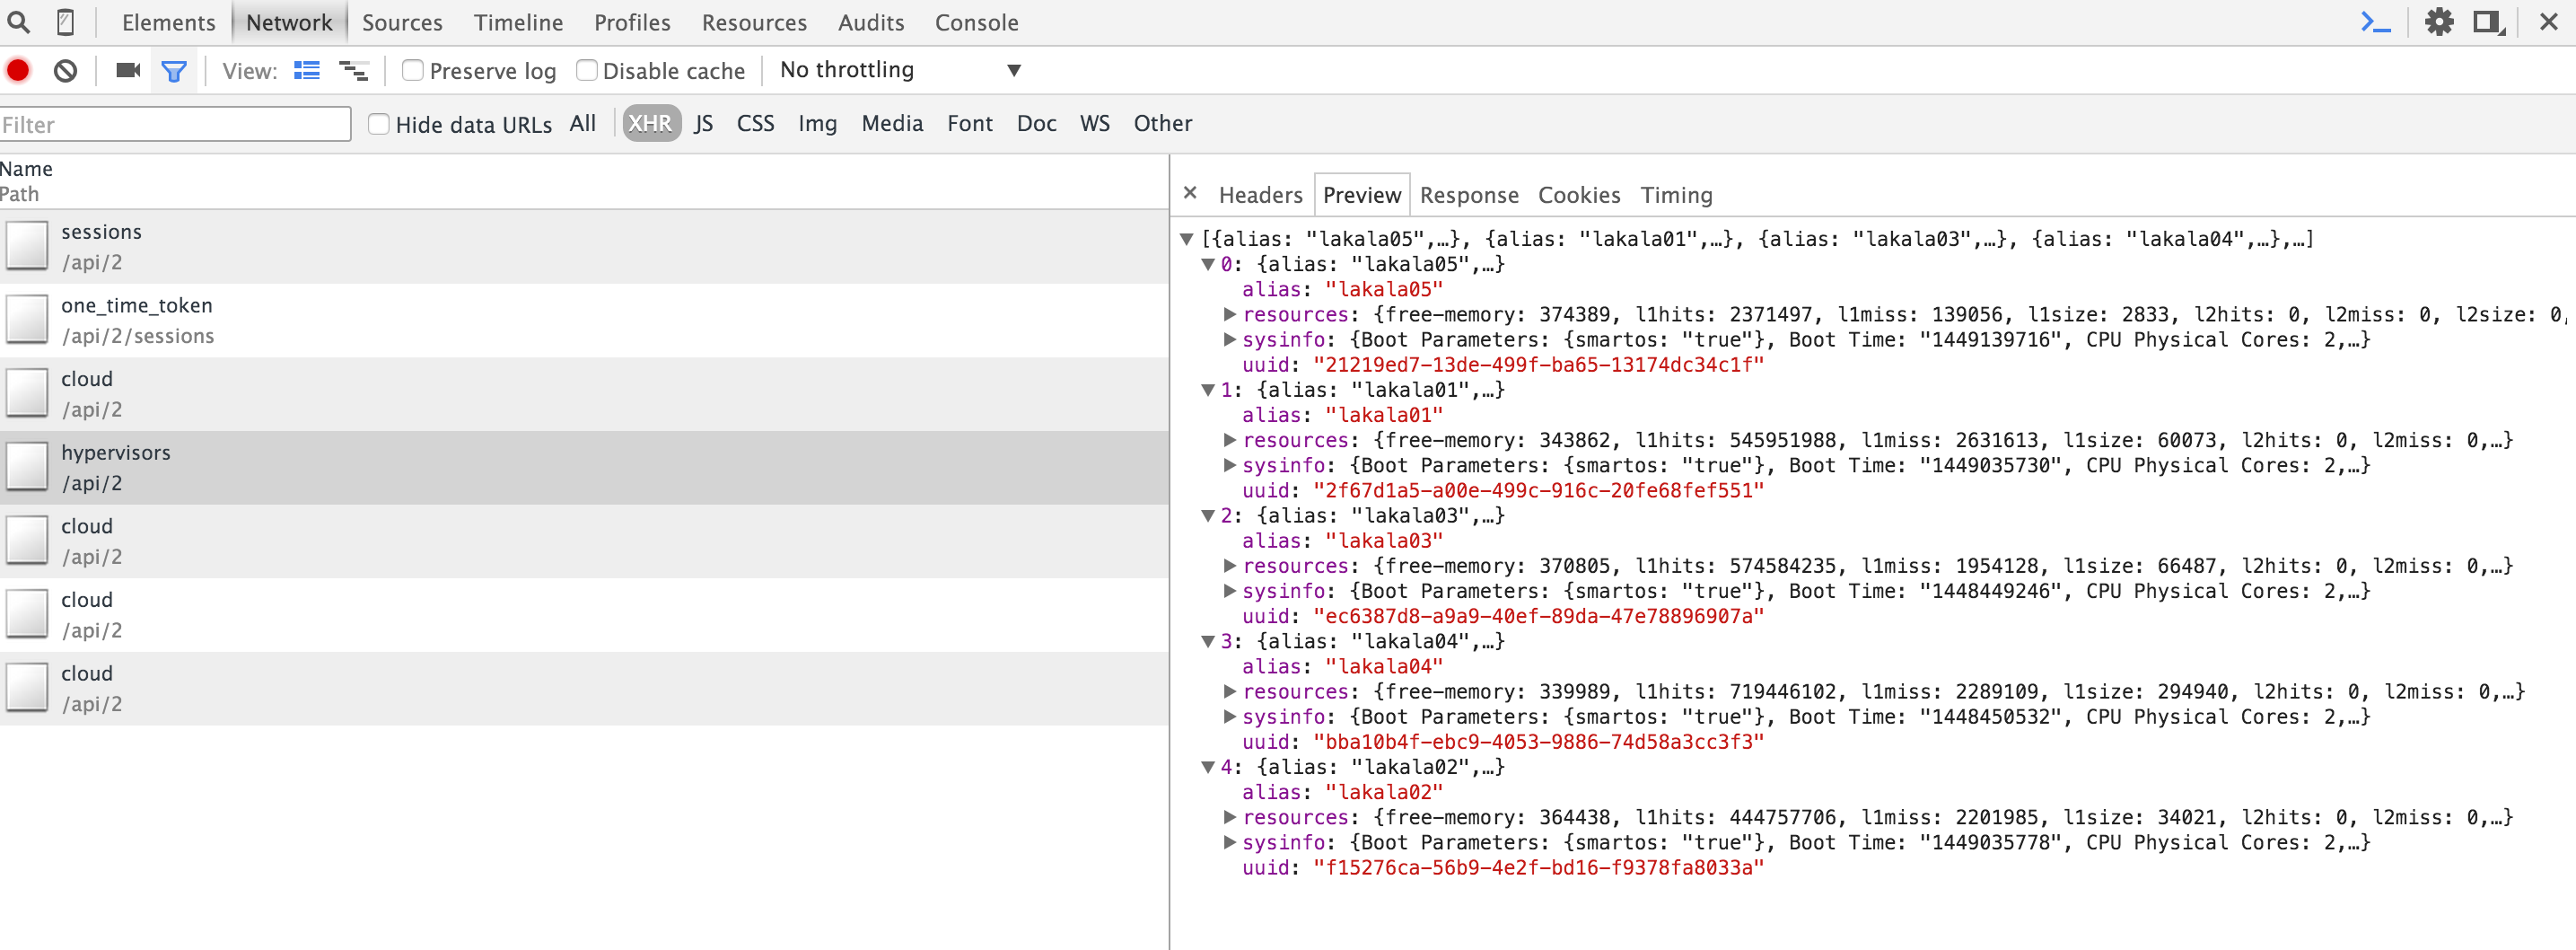 Elements Network Sources Timeline Profiles Resources Audits Console
View: Preserve log Disable cache No throttling
Filter Hide data URLs All XHR JS CSS Img Media Font Doc WS Other
Name
Path
sessions
/api/2
one_time_token
/api/2/sessions
cloud
/api/2
hypervisors
/api/2
cloud
/api/2
cloud
/api/2
cloud
/api/2
× Headers Preview Response Cookies Timing
[{alias: "lakala05",…}, {alias: "lakala01",…}, {alias: "lakala03",…}, {alias: "lakala04",…},…]
0: {alias: "lakala05",…}
alias: "lakala05"
resources: {free-memory: 374389, l1hits: 2371497, l1miss: 139056, l1size: 2833, l2hits: 0, l2miss: 0, l2size: 0,
sysinfo: {Boot Parameters: {smartos: "true"}, Boot Time: "1449139716", CPU Physical Cores: 2,…}
uuid: "21219ed7-13de-499f-ba65-13174dc34c1f"
1: {alias: "lakala01",…}
alias: "lakala01"
resources: {free-memory: 343862, l1hits: 545951988, l1miss: 2631613, l1size: 60073, l2hits: 0, l2miss: 0,…}
sysinfo: {Boot Parameters: {smartos: "true"}, Boot Time: "1449035730", CPU Physical Cores: 2,…}
uuid: "2f67d1a5-a00e-499c-916c-20fe68fef551"
2: {alias: "lakala03",…}
alias: "lakala03"
resources: {free-memory: 370805, l1hits: 574584235, l1miss: 1954128, l1size: 66487, l2hits: 0, l2miss: 0,…}
sysinfo: {Boot Parameters: {smartos: "true"}, Boot Time: "1448449246", CPU Physical Cores: 2,…}
uuid: "ec6387d8-a9a9-40ef-89da-47e78896907a"
3: {alias: "lakala04",…}
alias: "lakala04"
resources: {free-memory: 339989, l1hits: 719446102, l1miss: 2289109, l1size: 294940, l2hits: 0, l2miss: 0,…}
sysinfo: {Boot Parameters: {smartos: "true"}, Boot Time: "1448450532", CPU Physical Cores: 2,…}
uuid: "bba10b4f-ebc9-4053-9886-74d58a3cc3f3"
4: {alias: "lakala02",…}
alias: "lakala02"
resources: {free-memory: 364438, l1hits: 444757706, l1miss: 2201985, l1size: 34021, l2hits: 0, l2miss: 0,…}
sysinfo: {Boot Parameters: {smartos: "true"}, Boot Time: "1449035778", CPU Physical Cores: 2,…}
uuid: "f15276ca-56b9-4e2f-bd16-f9378fa8033a"